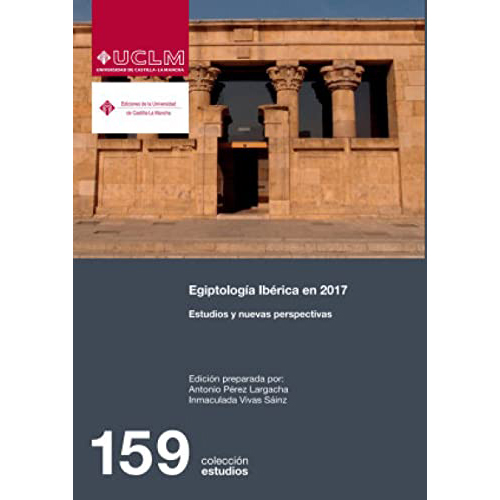 UCLM
UNIVERSIDAD DE CASTILLA-LA MANCHA
Ediciones de la Universidad
de Castilla-La Mancha
Egiptología Ibérica en 2017
Estudios y nuevas perspectivas
Edición preparada por:
Antonio Pérez Largacha
Inmaculada Vivas Sáinz
159
colección
estudios